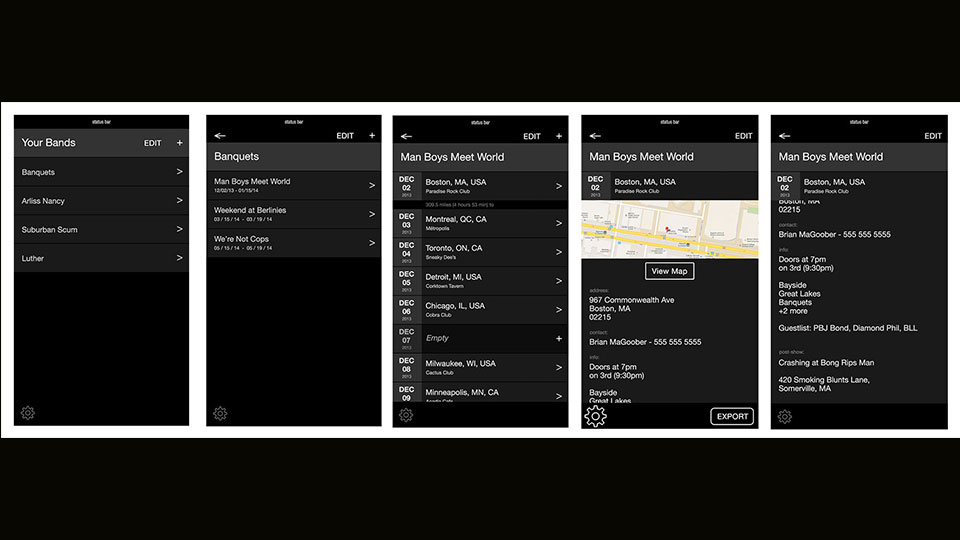 status bar
Your Bands EDIT +
Banquets >
Arliss Nancy >
Suburban Scum >
Luther >
status bar
EDIT +
Banquets
Man Boys Meet World
12/02/13 - 01/15/14 >
Weekend at Berlinies
03 / 15 / 14 - 03 / 19 / 14 >
We're Not Cops
05 / 15 / 14 - 05 / 19 / 14 >
status bar
EDIT +
Man Boys Meet World
DEC 02 2013
Boston, MA, USA
Paradise Rock Club >
309.5 miles (4 hours 53 min) to
DEC 03 2013
Montreal, QC, CA
Métropolis >
DEC 04 2013
Toronto, ON, CA
Sneaky Dee's >
DEC 05 2013
Detroit, MI, USA
Corktown Tavern >
DEC 06 2013
Chicago, IL, USA
Cobra Club >
DEC 07 2013
Empty +
DEC 08 2013
Milwaukee, WI, USA
Cactus Club >
DEC 09
Minneapolis, MN, CA
>
status bar
EDIT
Man Boys Meet World
DEC 02 2013
Boston, MA, USA
Paradise Rock Club
View Map
address:
967 Commonwealth Ave
Boston, MA
02215
contact:
Brian MaGoober - 555 555 5555
info:
Doors at 7pm
on 3rd (9:30pm)
Bayside
Great Lakes
EXPORT
status bar
EDIT
Man Boys Meet World
DEC 02 2013
Boston, MA, USA
Paradise Rock Club
Boston, MA
02215
contact:
Brian MaGoober - 555 555 5555
info:
Doors at 7pm
on 3rd (9:30pm)
Bayside
Great Lakes
Banquets
+2 more
Guestlist: PBJ Bond, Diamond Phil, BLL
post-show:
Crashing at Bong Rips Man
420 Smoking Blunts Lane,
Somerville, MA